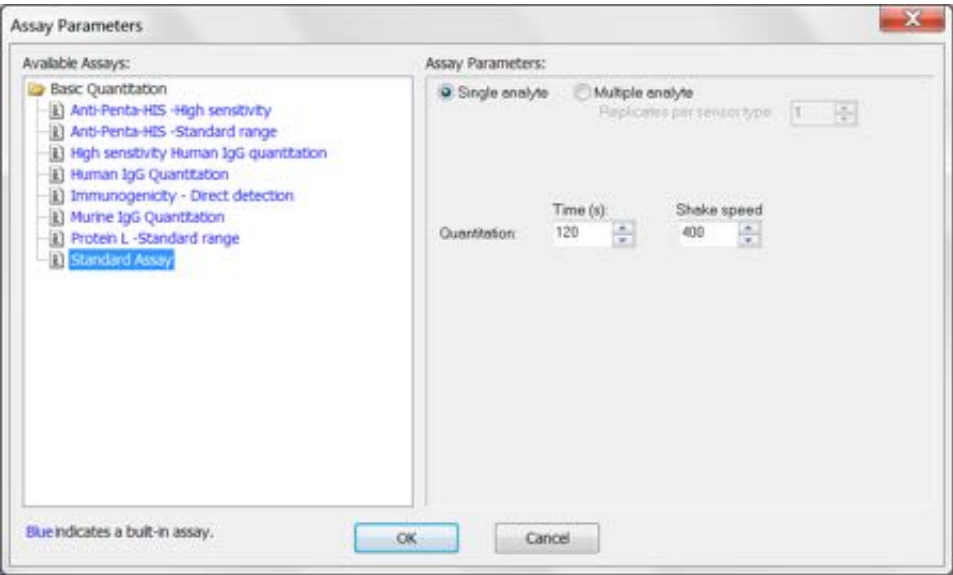 Assay Parameters
Available Assays:
Basic Quantitation
Anti-Penta-HIS -High sensitivity
Anti-Penta-HIS -Standard range
High sensitivity Human IgG quantitation
Human IgG Quantitation
Immunogenicity - Direct detection
Murine IgG Quantitation
Protein L -Standard range
Standard Assay
Assay Parameters:
Single analyte Multiple analyte
Replicates per sensor type: 1
Time (s): Shake speed
Quantitation: 120 400
Blue indicates a built-in assay.
OK Cancel